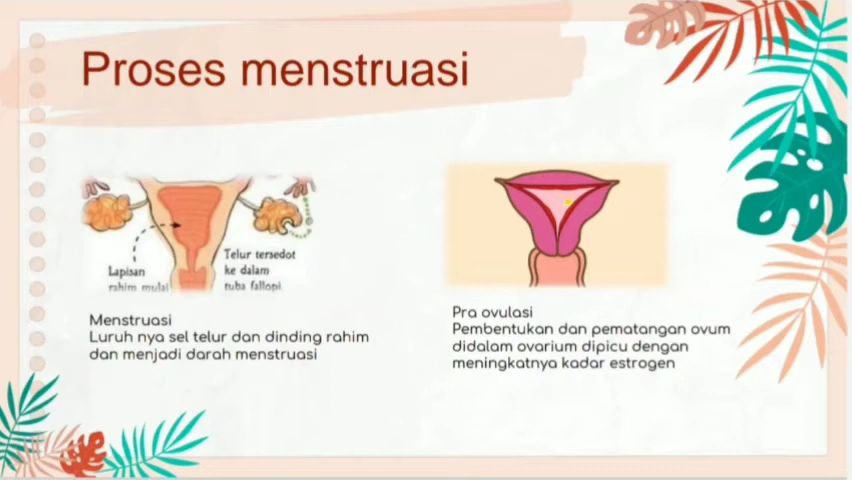 Proses menstruasi
Lapisan
rahim mulai
Telur tersedot
ke dalam
tuba fallopi
Menstruasi
Luruh nya sel telur dan dinding rahim
dan menjadi darah menstruasi
Pra ovulasi
Pembentukan dan pematangan ovum
didalam ovarium dipicu dengan
meningkatnya kadar estrogen